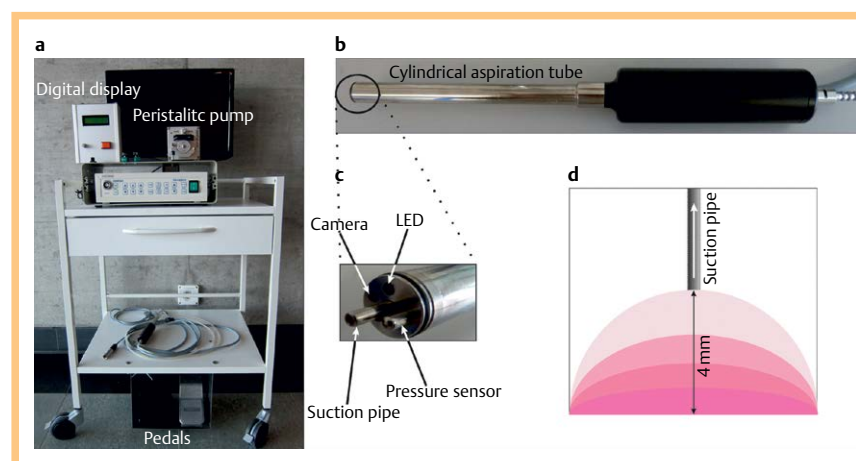 a
Digital display
Peristalitc pump
Pedals
b
Cylindrical aspiration tube
c
Camera
LED
Pressure sensor
Suction pipe
d
Suction pipe
4 mm